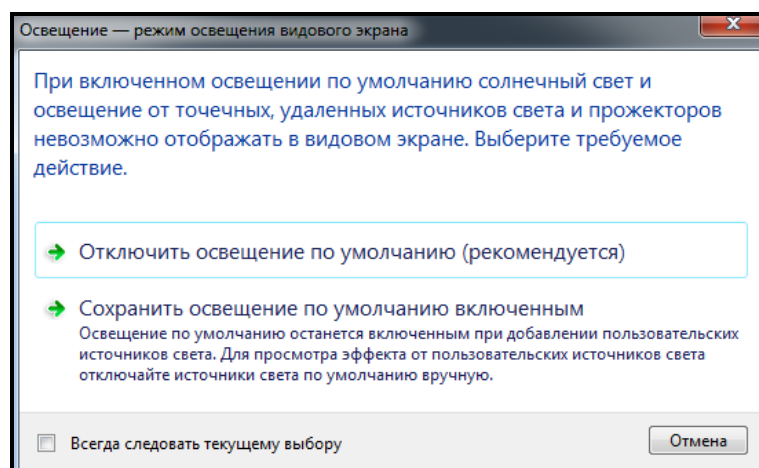 Освещение — режим освещения видового экрана
При включенном освещении по умолчанию солнечный свет и
освещение от точечных, удаленных источников света и прожекторов
невозможно отображать в видовом экране. Выберите требуемое
действие.
Отключить освещение по умолчанию (рекомендуется)
Сохранить освещение по умолчанию включенным
Освещение по умолчанию останется включенным при добавлении пользовательских
источников света. Для просмотра эффекта от пользовательских источников света
отключайте источники света по умолчанию вручную.
Всегда следовать текущему выбору
Отмена